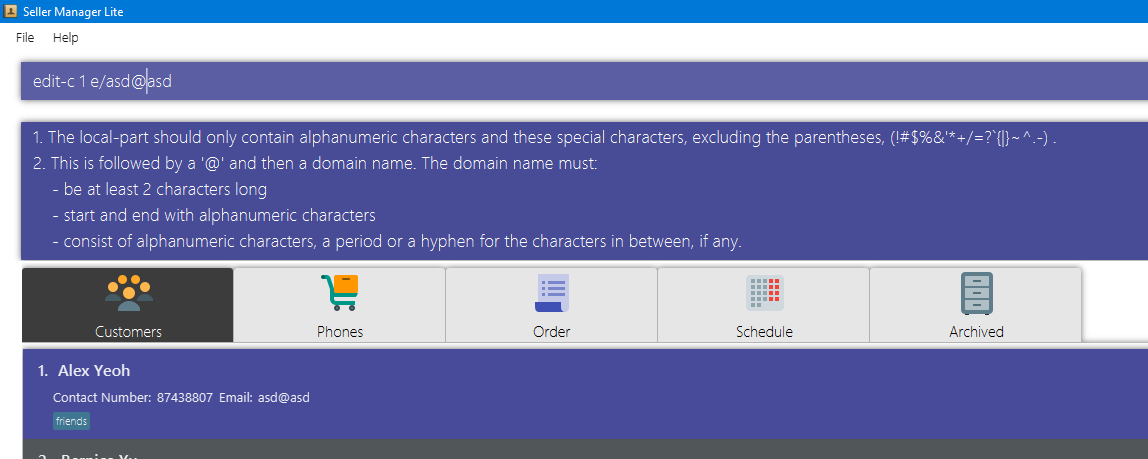 Seller Manager Lite
File Help
edit-c 1 e/asd@asd
1. The local-part should only contain alphanumeric characters and these special characters, excluding the parentheses, (!#$%&'*+/=?`{|}~^.-) .
2. This is followed by a '@' and then a domain name. The domain name must:
- be at least 2 characters long
- start and end with alphanumeric characters
- consist of alphanumeric characters, a period or a hyphen for the characters in between, if any.
Customers Phones Order Schedule Archived
1. Alex Yeoh
Contact Number: 87438807 Email: asd@asd
friends